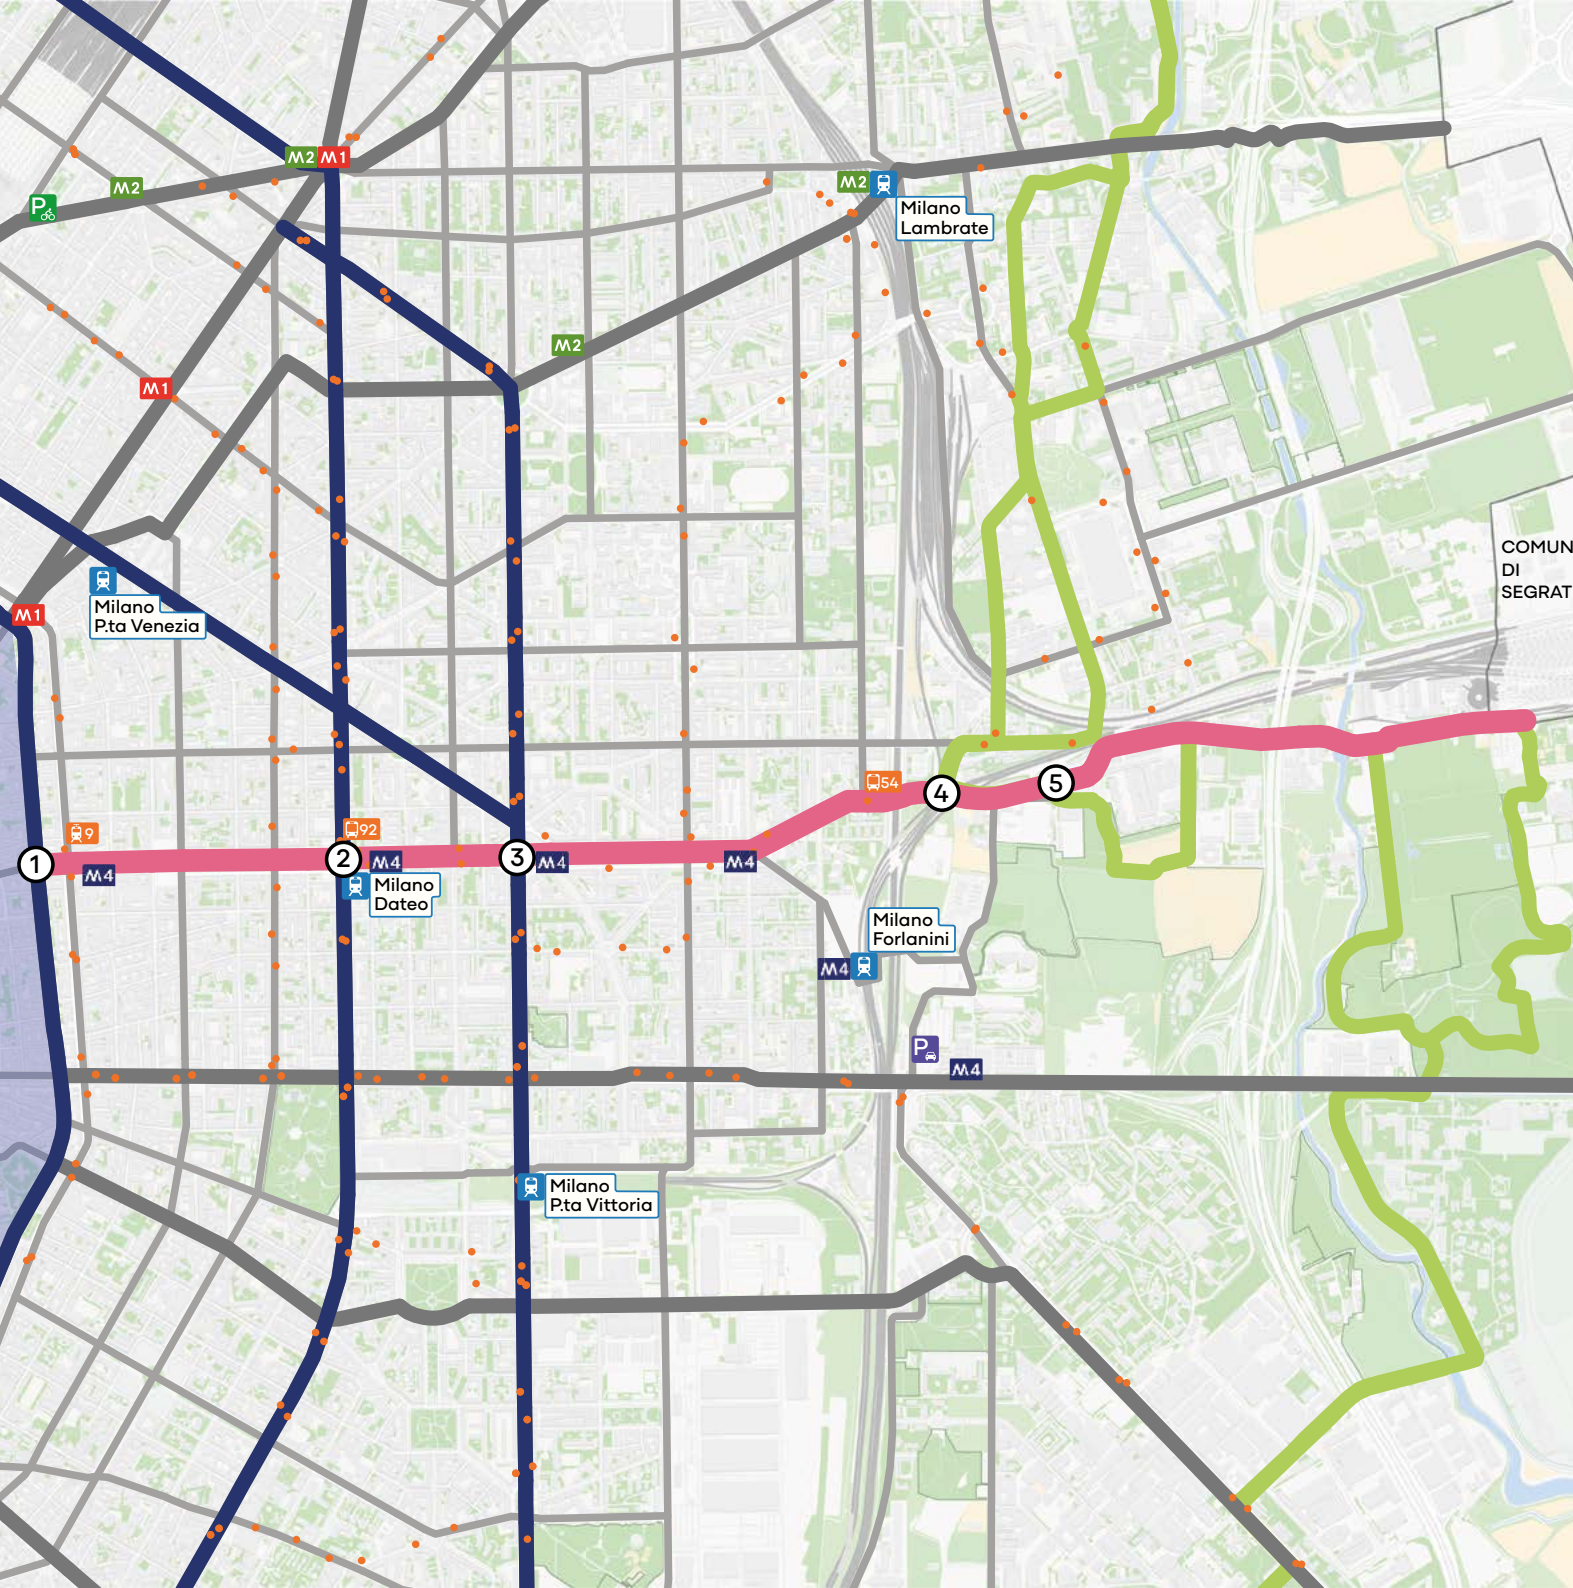 M2 M1
M2
P
M2
Milano
Lambrate
M2
M1
COMUN
DI
SEGRAT
M1
Milano
P.ta Venezia
54
4
5
9
92
1
M4
2
M4
3
M4
M4
Milano
Dateo
Milano
Forlanini
M4
P
M4
Milano
P.ta Vittoria